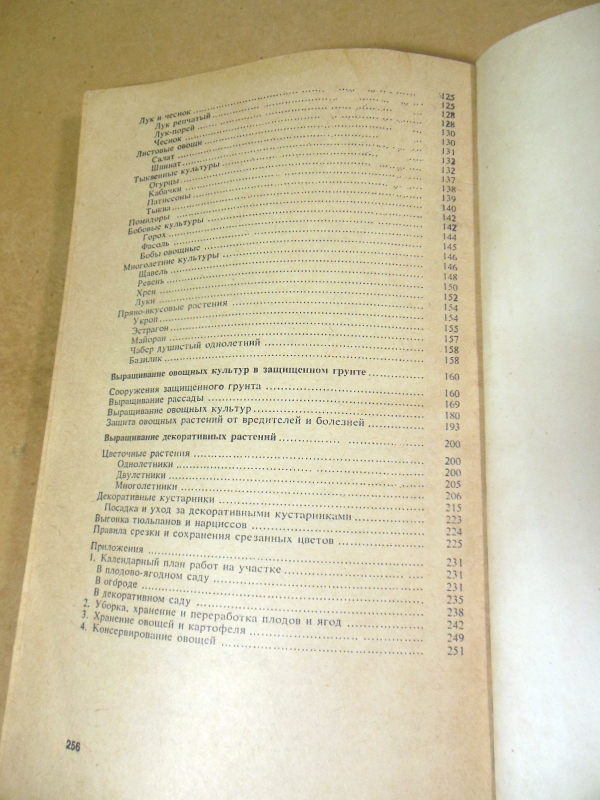 Лук и чеснок ........ 125
Лук репчатый ........ 125
Лук-порей ........ 128
Чеснок ........ 128
Листовые овощи ........ 130
Салат ........ 130
Шпинат ........ 131
Тыквенные культуры ........ 132
Огурцы ........ 132
Кабачки ........ 137
Патиссоны ........ 138
Тыква ........ 139
Помидоры ........ 140
Бобовые культуры ........ 142
Горох ........ 142
Фасоль ........ 144
Бобы овощные ........ 145
Многолетние культуры ........ 146
Щавель ........ 146
Ревень ........ 148
Хрен ........ 150
Луки ........ 152
Пряно-вкусовые растения ........ 154
Укроп ........ 154
Эстрагон ........ 155
Майоран ........ 157
Чабер душистый однолетний ........ 158
Базилик ........ 158
Выращивание овощных культур в защищенном грунте ........ 160
Сооружения защищенного грунта ........ 160
Выращивание рассады ........ 169
Выращивание овощных культур ........ 180
Защита овощных растений от вредителей и болезней ........ 193
Выращивание декоративных растений ........ 200
Цветочные растения ........ 200
Однолетники ........ 200
Двулетники ........ 205
Многолетники ........ 206
Декоративные кустарники ........ 215
Посадка и уход за декоративными кустарниками ........ 223
Выгонка тюльпанов и нарциссов ........ 224
Правила срезки и сохранения срезанных цветов ........ 225
Приложения ........ 231
1. Календарный план работ на участке ........ 231
В плодово-ягодном саду ........ 231
В огороде ........ 235
В декоративном саду ........ 238
2. Уборка, хранение и переработка плодов и ягод ........ 242
3. Хранение овощей и картофеля ........ 249
4. Консервирование овощей ........ 251
256